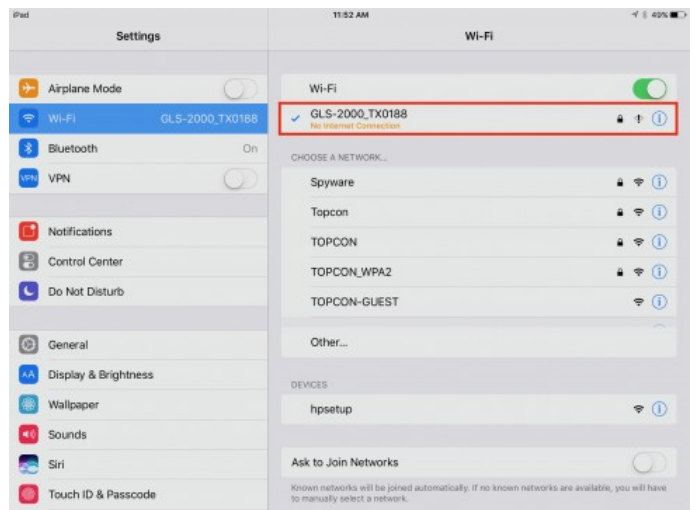 iPad
11:52 AM
49%
Settings
Wi-Fi
Airplane Mode
Wi-Fi
GLS-2000_TX0188
Bluetooth
On
VPN
VPN
Notifications
Control Center
Do Not Disturb
General
AA
Display & Brightness
Wallpaper
Sounds
Siri
Touch ID & Passcode
Wi-Fi
GLS-2000_TX0188
No Internet Connection
CHOOSE A NETWORK...
Spyware
Topcon
TOPCON
TOPCON_WPA2
TOPCON-GUEST
Other...
DEVICES
hpsetup
Ask to Join Networks
Known networks will be joined automatically. If no known networks are available, you will have
to manually select a network.